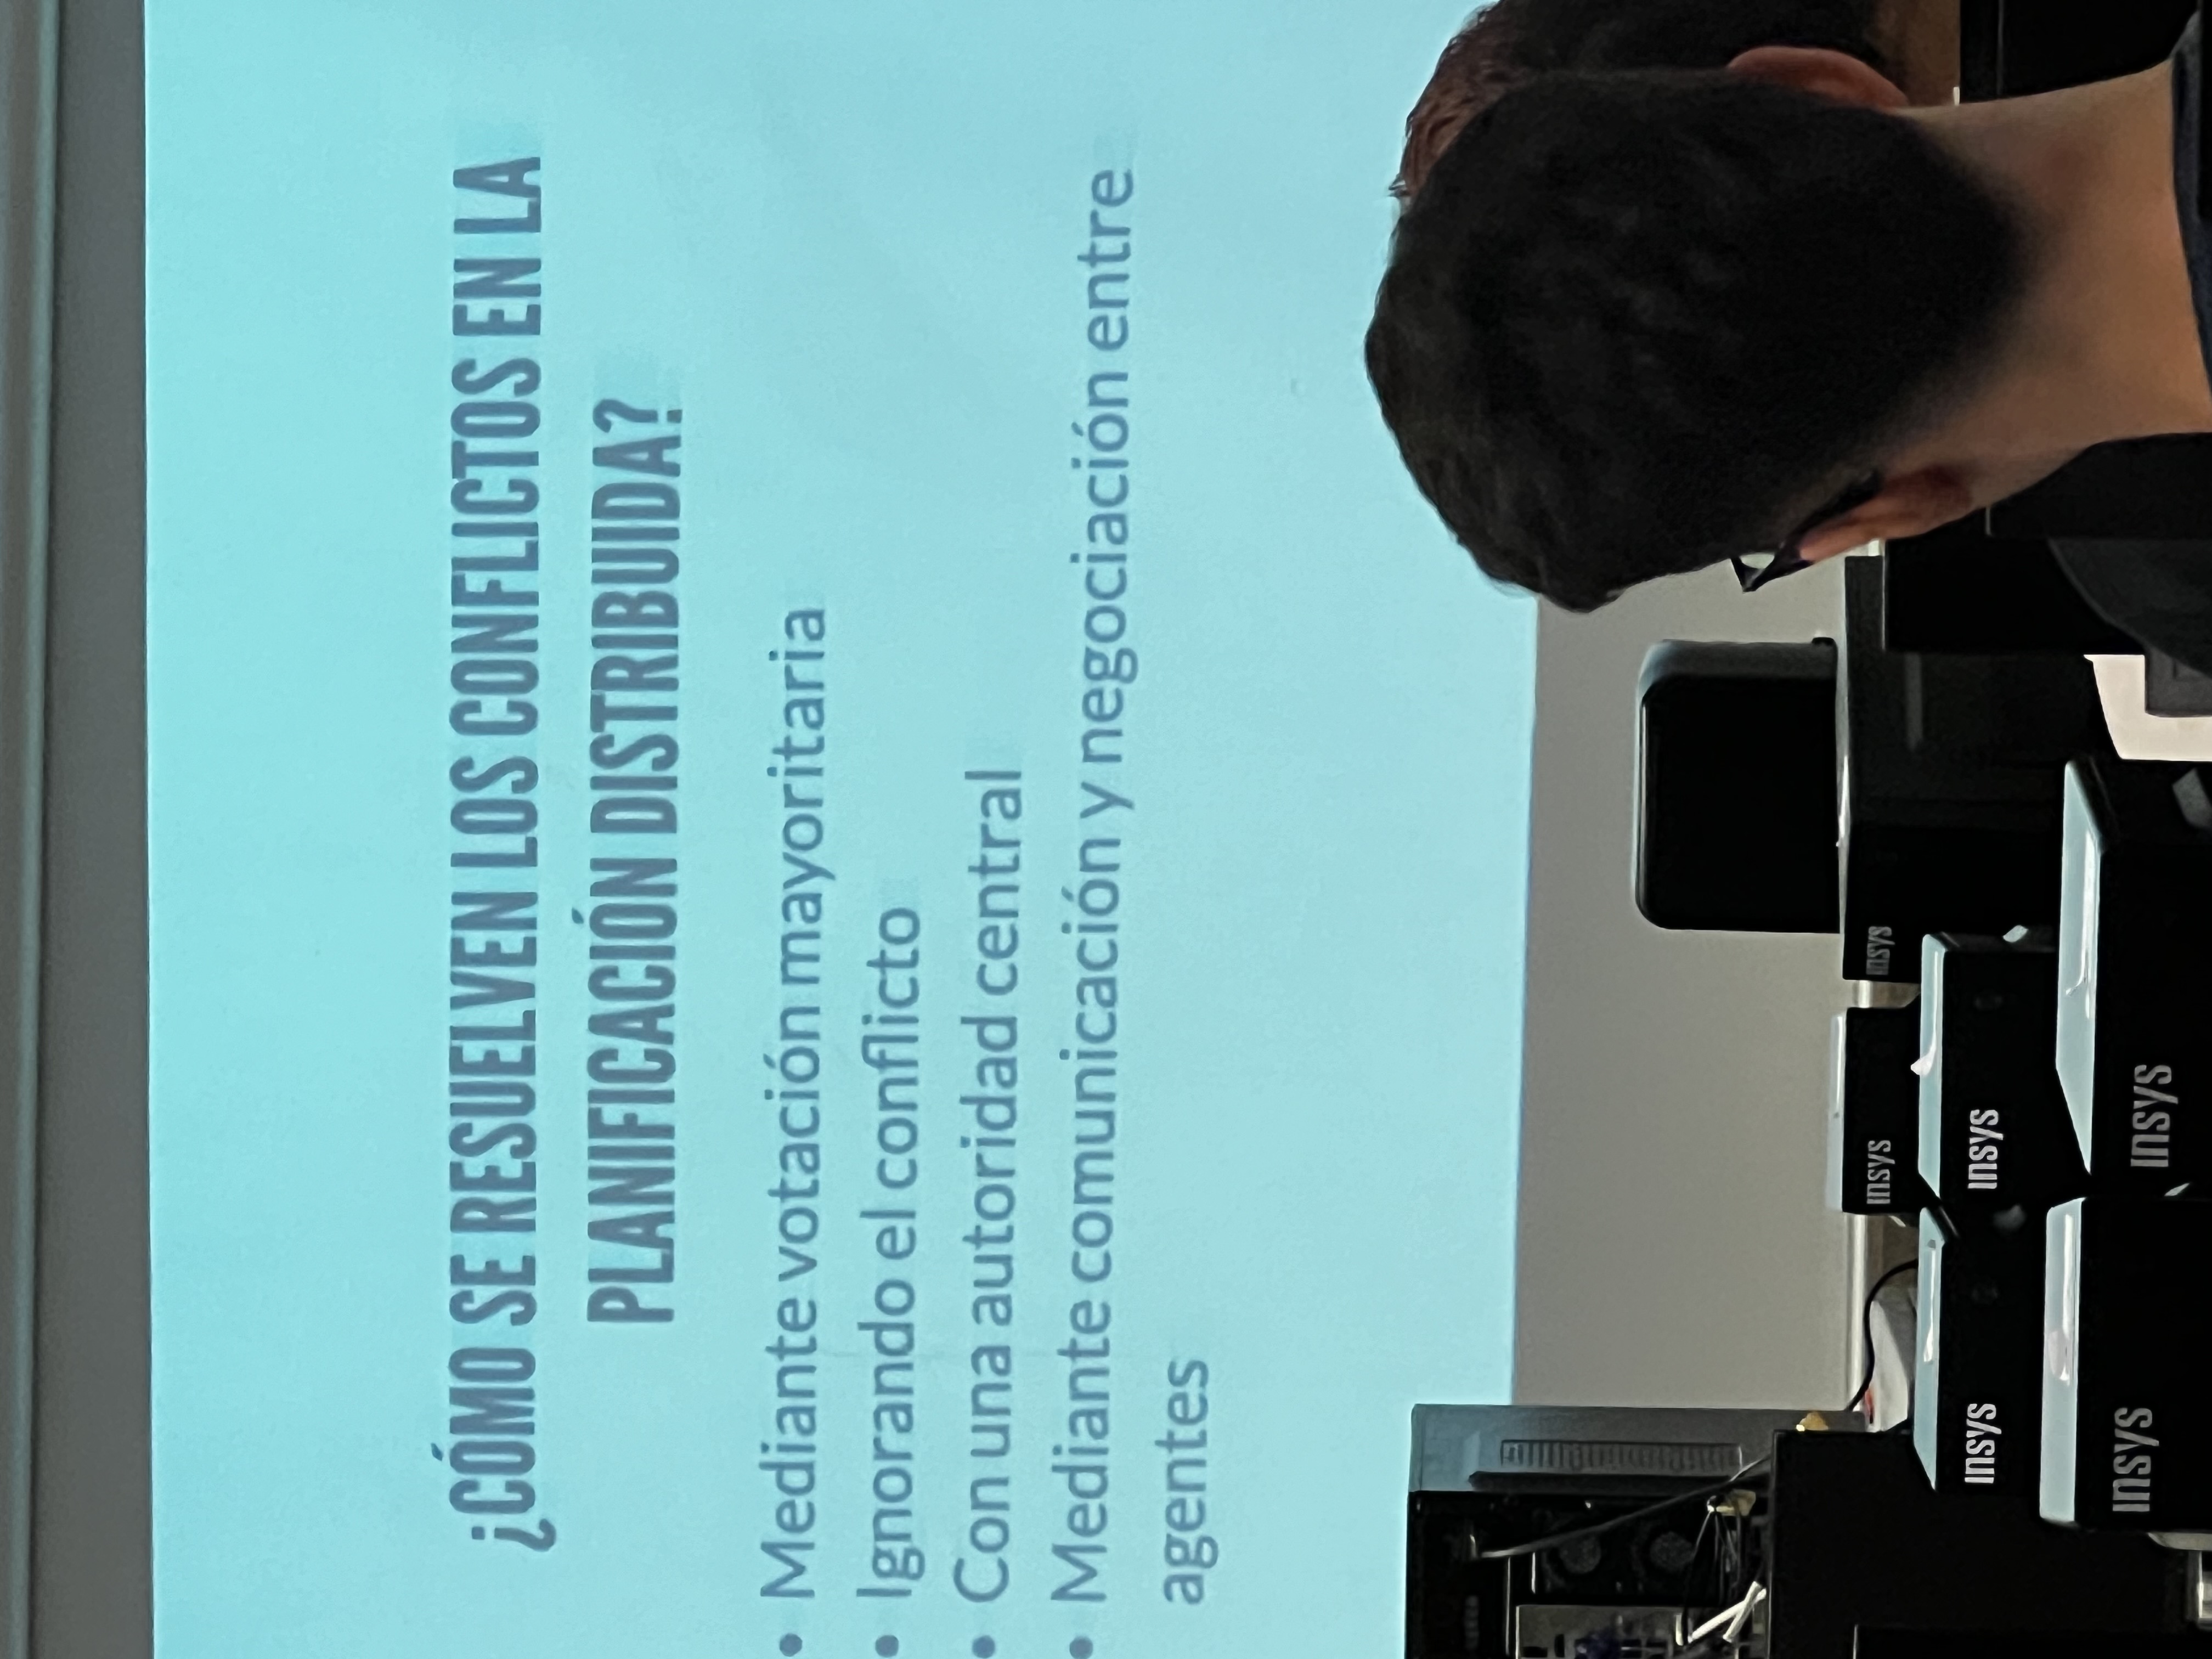 ¿CÓMO SE RESUELVEN LOS CONFLICTOS EN LA
PLANIFICACIÓN DISTRIBUIDA?
• Mediante votación mayoritaria
• Ignorando el conflicto
• Con una autoridad central
• Mediante comunicación y negociación entre
agentes
insys
insys
insys
insys
insys
insys